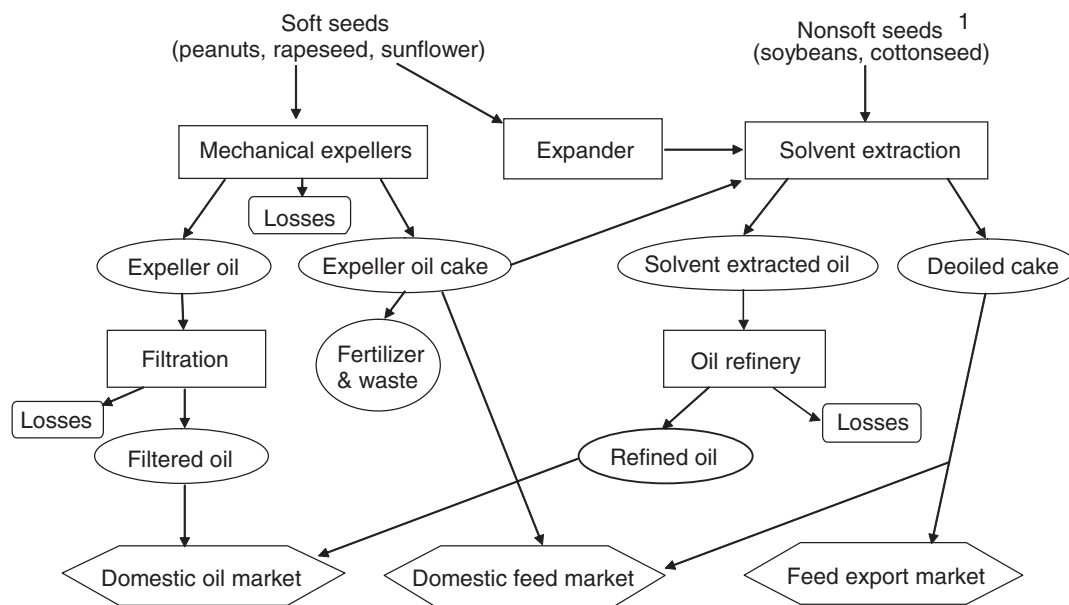 Soft seeds
(peanuts, rapeseed, sunflower)
Nonsoft seeds 1
(soybeans, cottonseed)
Mechanical expellers
Expander
Solvent extraction
Losses
Expeller oil
Expeller oil cake
Solvent extracted oil
Deoiled cake
Filtration
Fertilizer
& waste
Oil refinery
Losses
Losses
Filtered oil
Refined oil
Domestic oil market
Domestic feed market
Feed export market